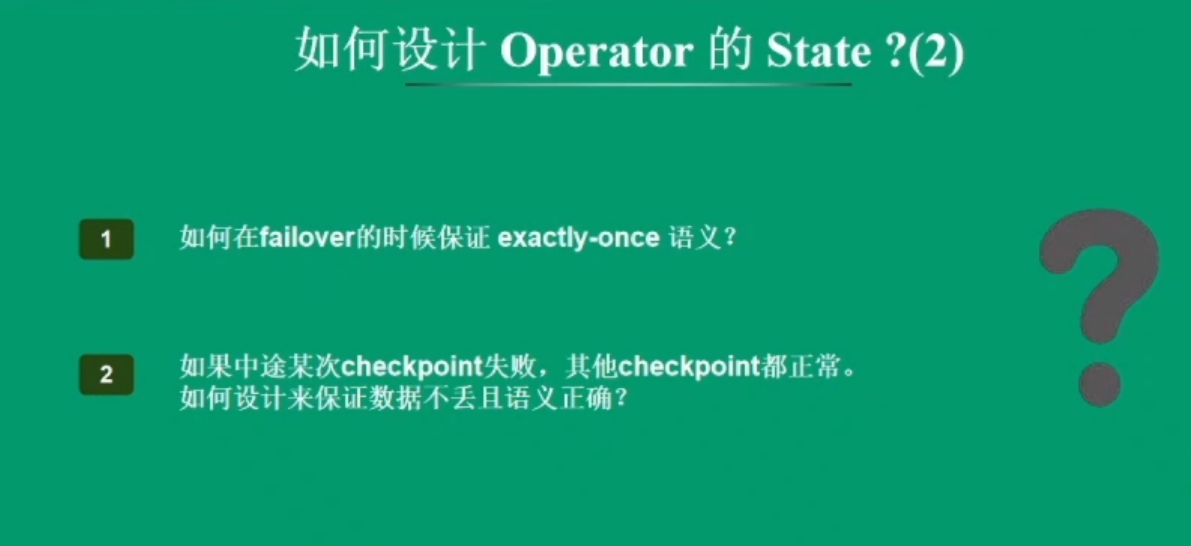 如何设计 Operator 的 State ?(2)
1
如何在failover的时候保证 exactly-once 语义?
2
如果中途某次checkpoint失败，其他checkpoint都正常。
如何设计来保证数据不丢且语义正确?